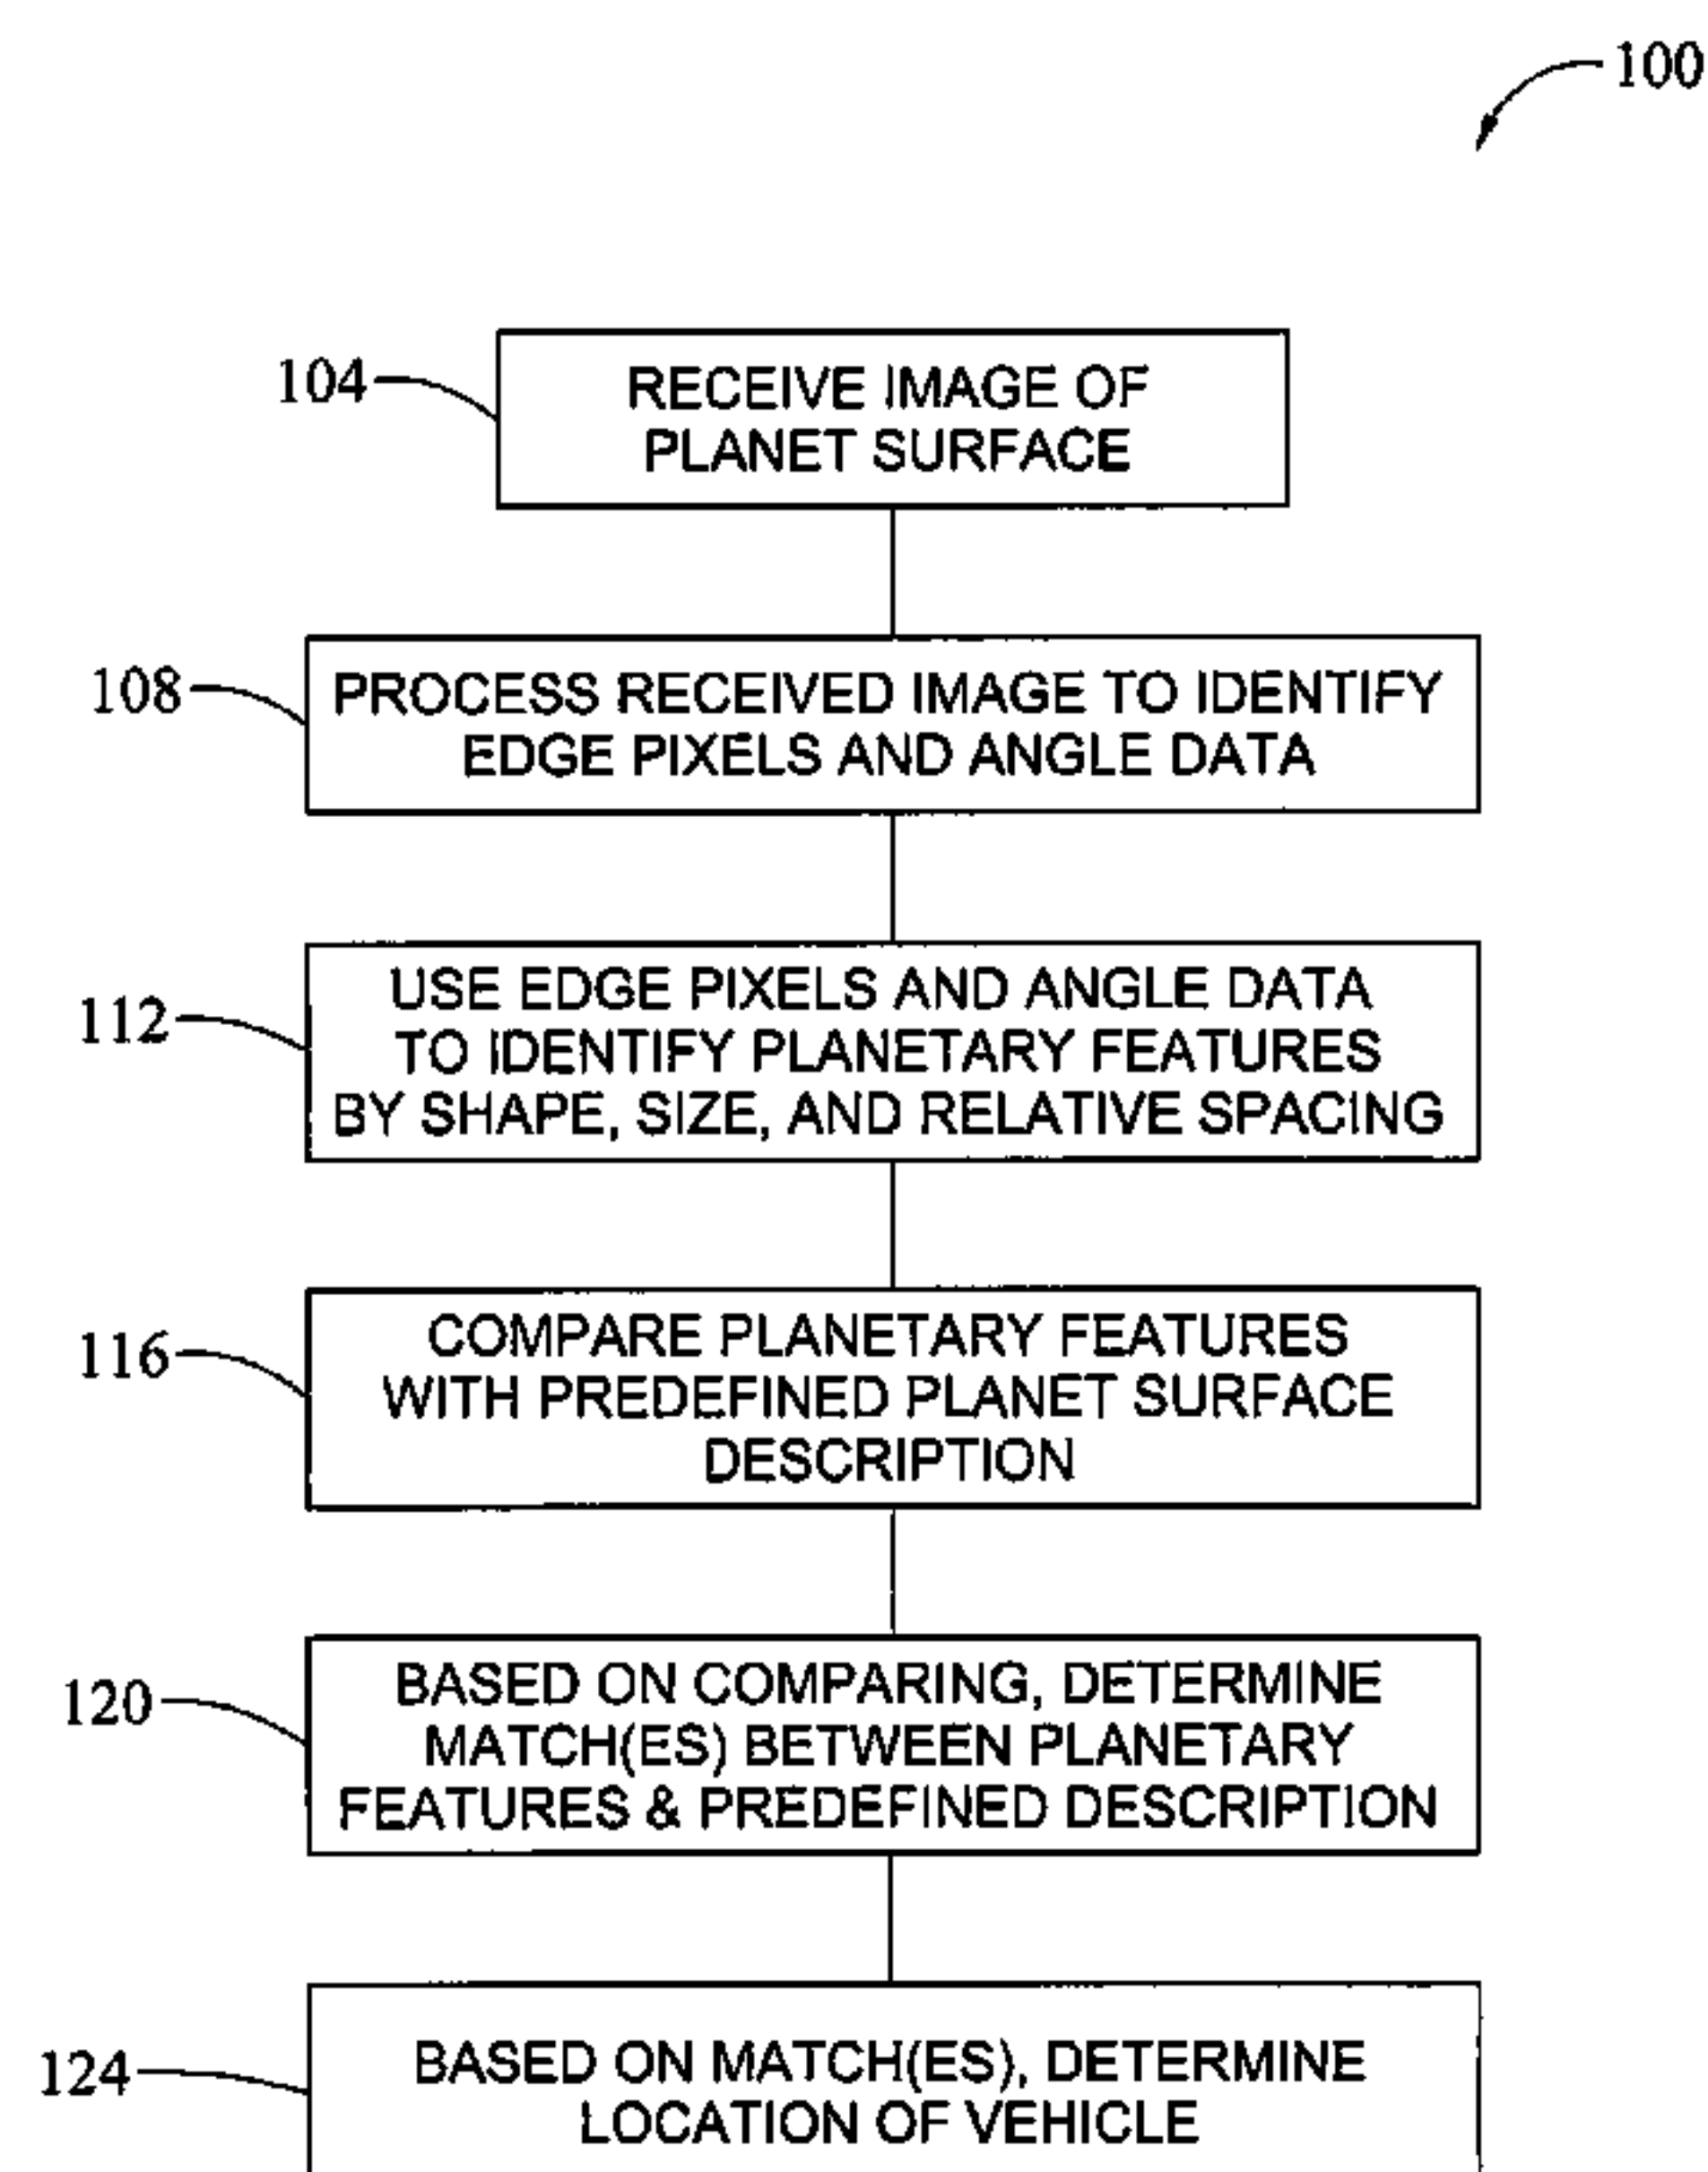 100
104
RECEIVE IMAGE OF
PLANET SURFACE
108
PROCESS RECEIVED IMAGE TO IDENTIFY
EDGE PIXELS AND ANGLE DATA
112
USE EDGE PIXELS AND ANGLE DATA
TO IDENTIFY PLANETARY FEATURES
BY SHAPE, SIZE, AND RELATIVE SPACING
116
COMPARE PLANETARY FEATURES
WITH PREDEFINED PLANET SURFACE
DESCRIPTION
120
BASED ON COMPARING, DETERMINE
MATCH(ES) BETWEEN PLANETARY
FEATURES & PREDEFINED DESCRIPTION
124
BASED ON MATCH(ES), DETERMINE
LOCATION OF VEHICLE